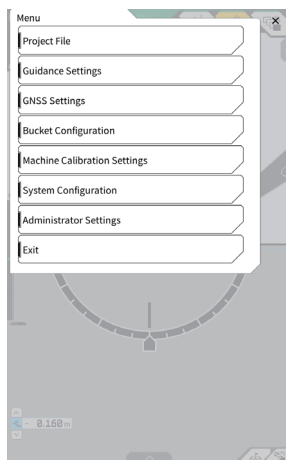 Menu
Project File
Guidance Settings
GNSS Settings
Bucket Configuration
Machine Calibration Settings
System Configuration
Administrator Settings
Exit
- 0.160 m